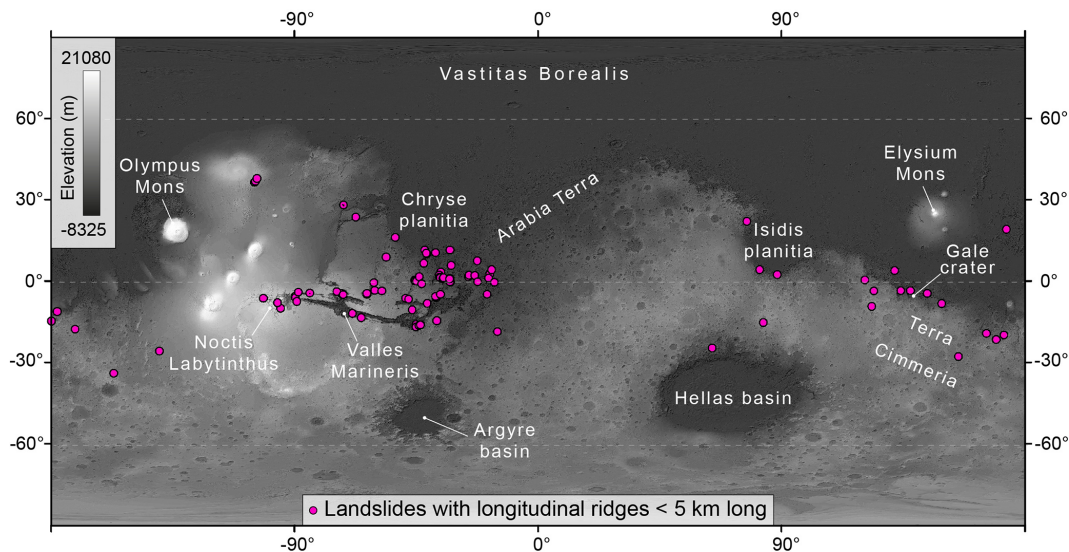 -90° 0° 90°
21080
Elevation (m)
-8325
Vastitas Borealis
60° 60°
Olympus
Mons
Elysium
Mons
30° 30°
Chryse
planitia
Arabia Terra
Isidis
planitia
Gale
crater
0° 0°
Noctis
Labytinthus
Valles
Marineris
Terra
Cimmeria
-30° -30°
Hellas basin
Argyre
basin
-60° -60°
Landslides with longitudinal ridges < 5 km long
-90° 0° 90°